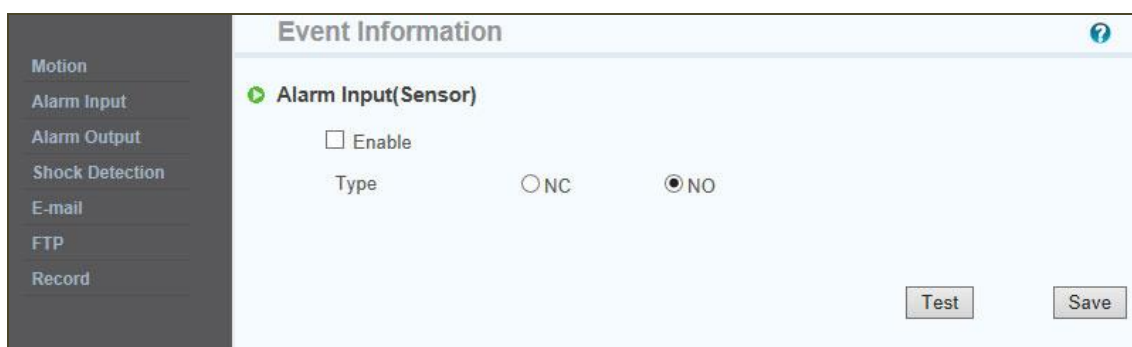 Event Information
?
Motion
Alarm Input
Alarm Output
Shock Detection
E-mail
FTP
Record
Alarm Input(Sensor)
Enable
Type NC NO
Test Save